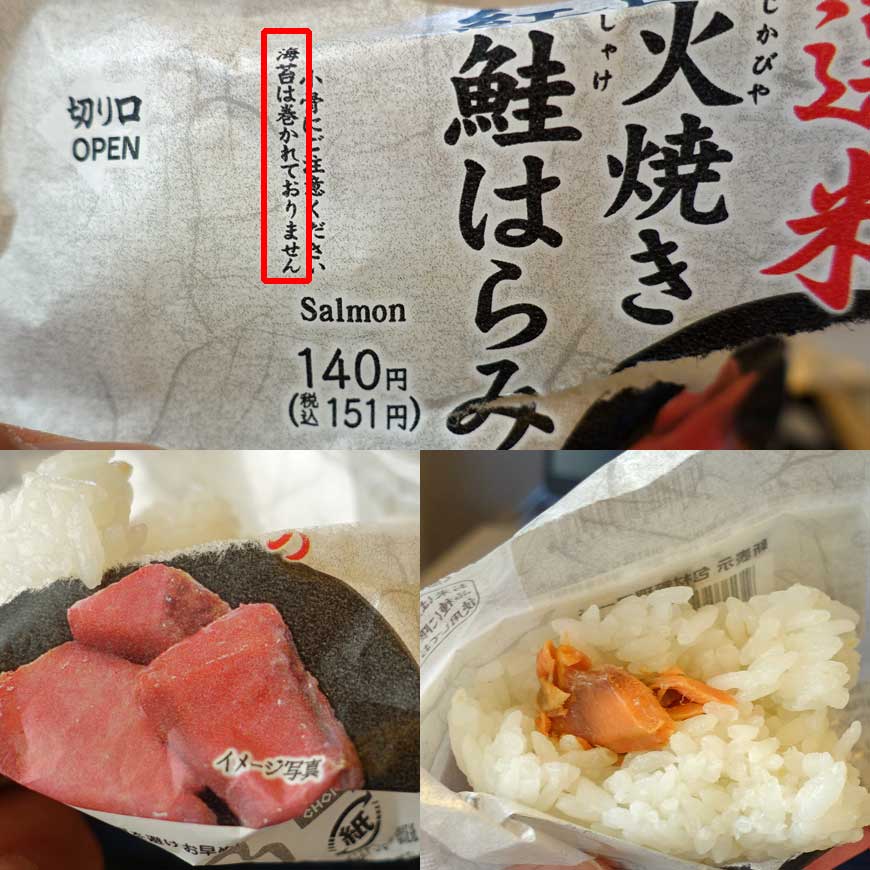 切り口
OPEN
海苔は巻かれておりません
小骨にご注意ください
Salmon
140円
(税込151円)
しゃけ
鮭はらみ
じかびや
火焼き
米
イメージ写真
紙